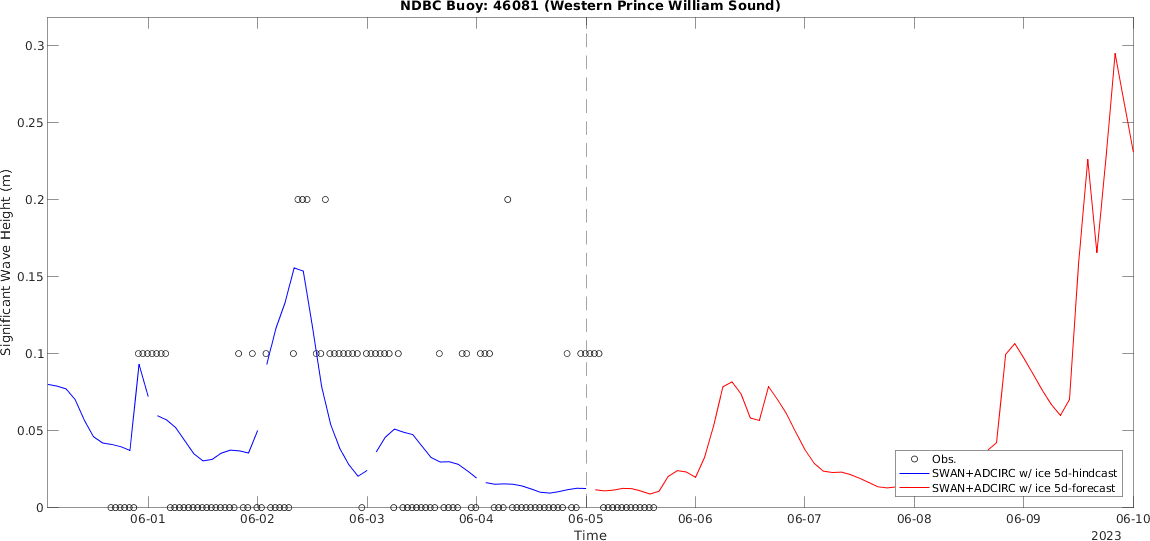 NDBC Buoy: 46081 (Western Prince William Sound)
0.3
0.25
0.2
0.15
0.1
0.05
0
Significant Wave Height (m)
Obs.
SWAN+ADCIRC w/ ice 5d-hindcast
SWAN+ADCIRC w/ ice 5d-forecast
06-01 06-02 06-03 06-04 06-05 06-06 06-07 06-08 06-09 06-10
Time
2023